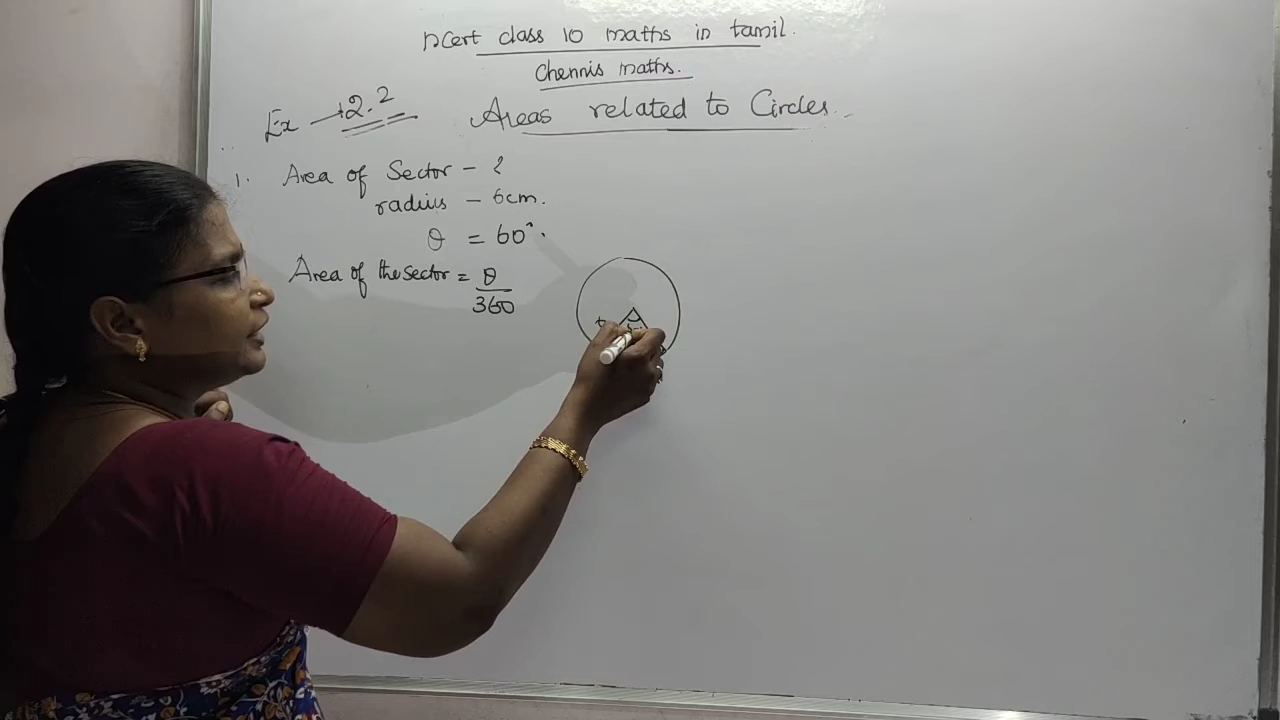 ncert class 10 maths in tamil.
Chennis maths.
Ex → 12.2 Areas related to Circles.
1. Area of Sector - ?
radius - 6cm.
θ = 60°.
Area of the sector = θ
360